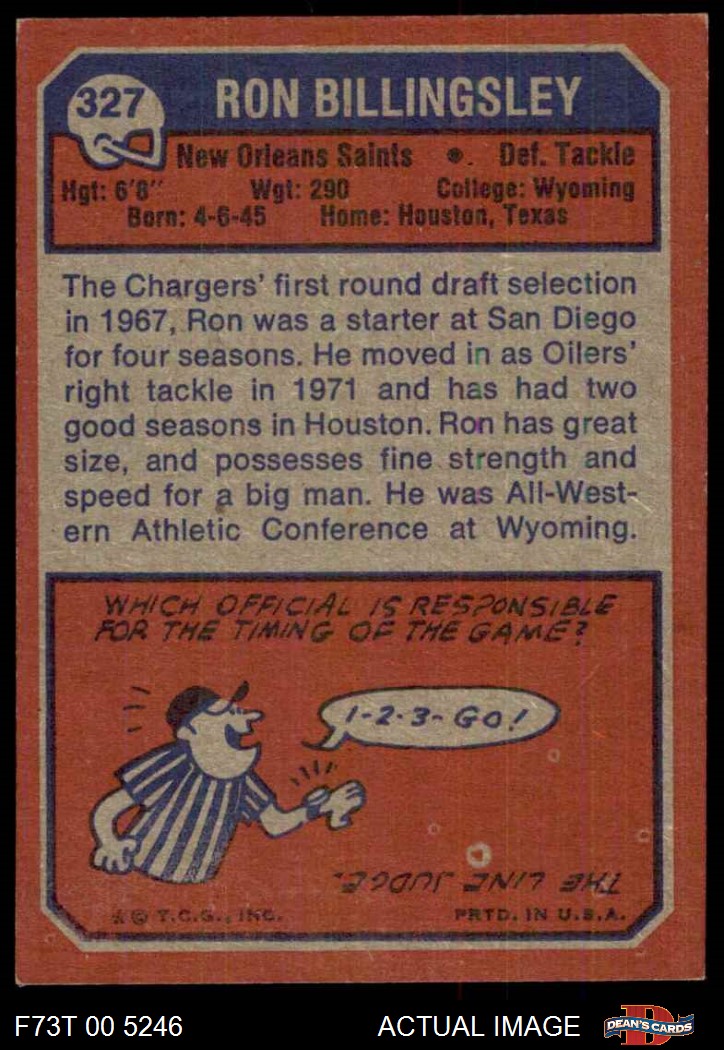 327
RON BILLINGSLEY
New Orleans Saints • Def. Tackle
Hgt: 6'8" Wgt: 290 College: Wyoming
Born: 4-6-45 Home: Houston, Texas
The Chargers' first round draft selection
in 1967, Ron was a starter at San Diego
for four seasons. He moved in as Oilers'
right tackle in 1971 and has had two
good seasons in Houston. Ron has great
size, and possesses fine strength and
speed for a big man. He was All-West-
ern Athletic Conference at Wyoming.
WHICH OFFICIAL IS RESPONSIBLE
FOR THE TIMING OF THE GAME?
1-2-3- GO!
THE LINE JUDGE.
* © T.C.G., INC. PRTD. IN U.S.A.
F73T 00 5246 ACTUAL IMAGE
D
DEAN'S CARDS